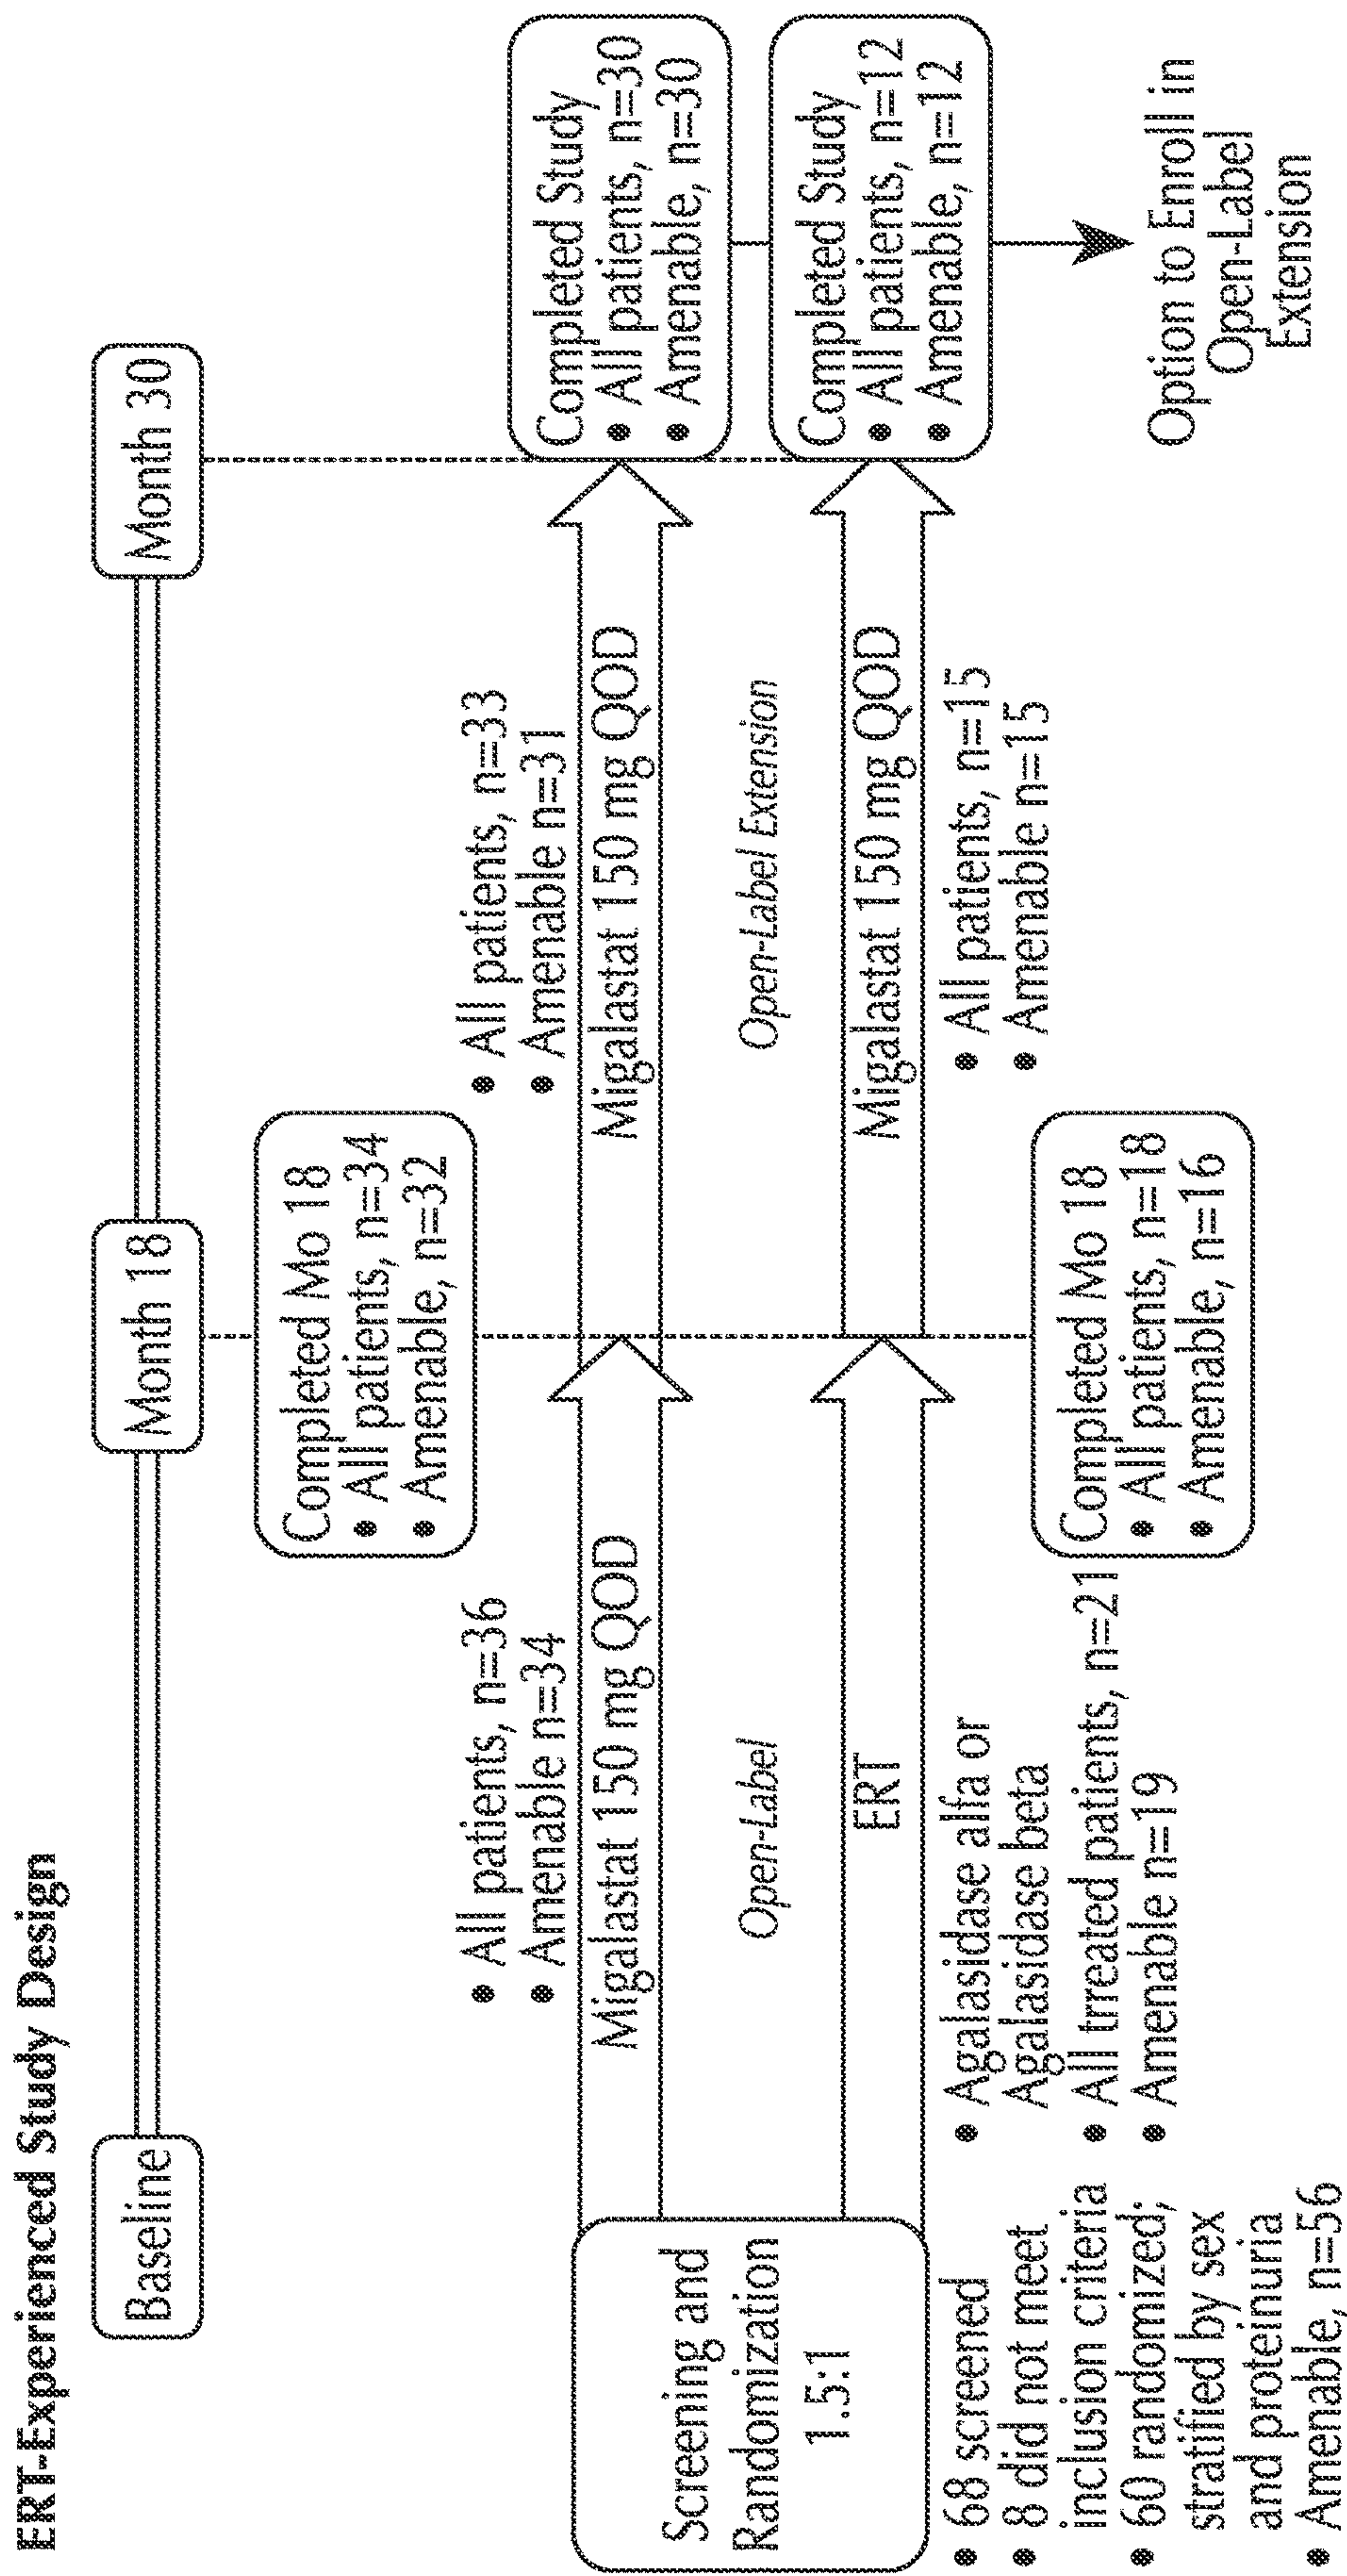 ERT-Experienced Study Design
Baseline
Month 18
Month 30
Completed Mo 18
• All patients, n=34
• Amenable, n=32
• All patients, n=36
• Amenable n=34
• All patients, n=33
• Amenable n=31
Screening and
Randomization
1.5:1
Migalastat 150 mg QOD
Migalastat 150 mg QOD
Completed Study
• All patients, n=30
• Amenable, n=30
Open-Label
Open-Label Extension
ERT
Migalastat 150 mg QOD
Completed Study
• All patients, n=12
• Amenable, n=12
• 68 screened
• 8 did not meet
inclusion criteria
• 60 randomized;
stratified by sex
and proteinuria
• Amenable, n=56
• Agalasidase alfa or
Agalasidase beta
• All trreated patients, n=21
• Amenable n=19
Completed Mo 18
• All patients, n=18
• Amenable, n=16
• All patients, n=15
• Amenable n=15
Option to Enroll in
Open-Label
Extension